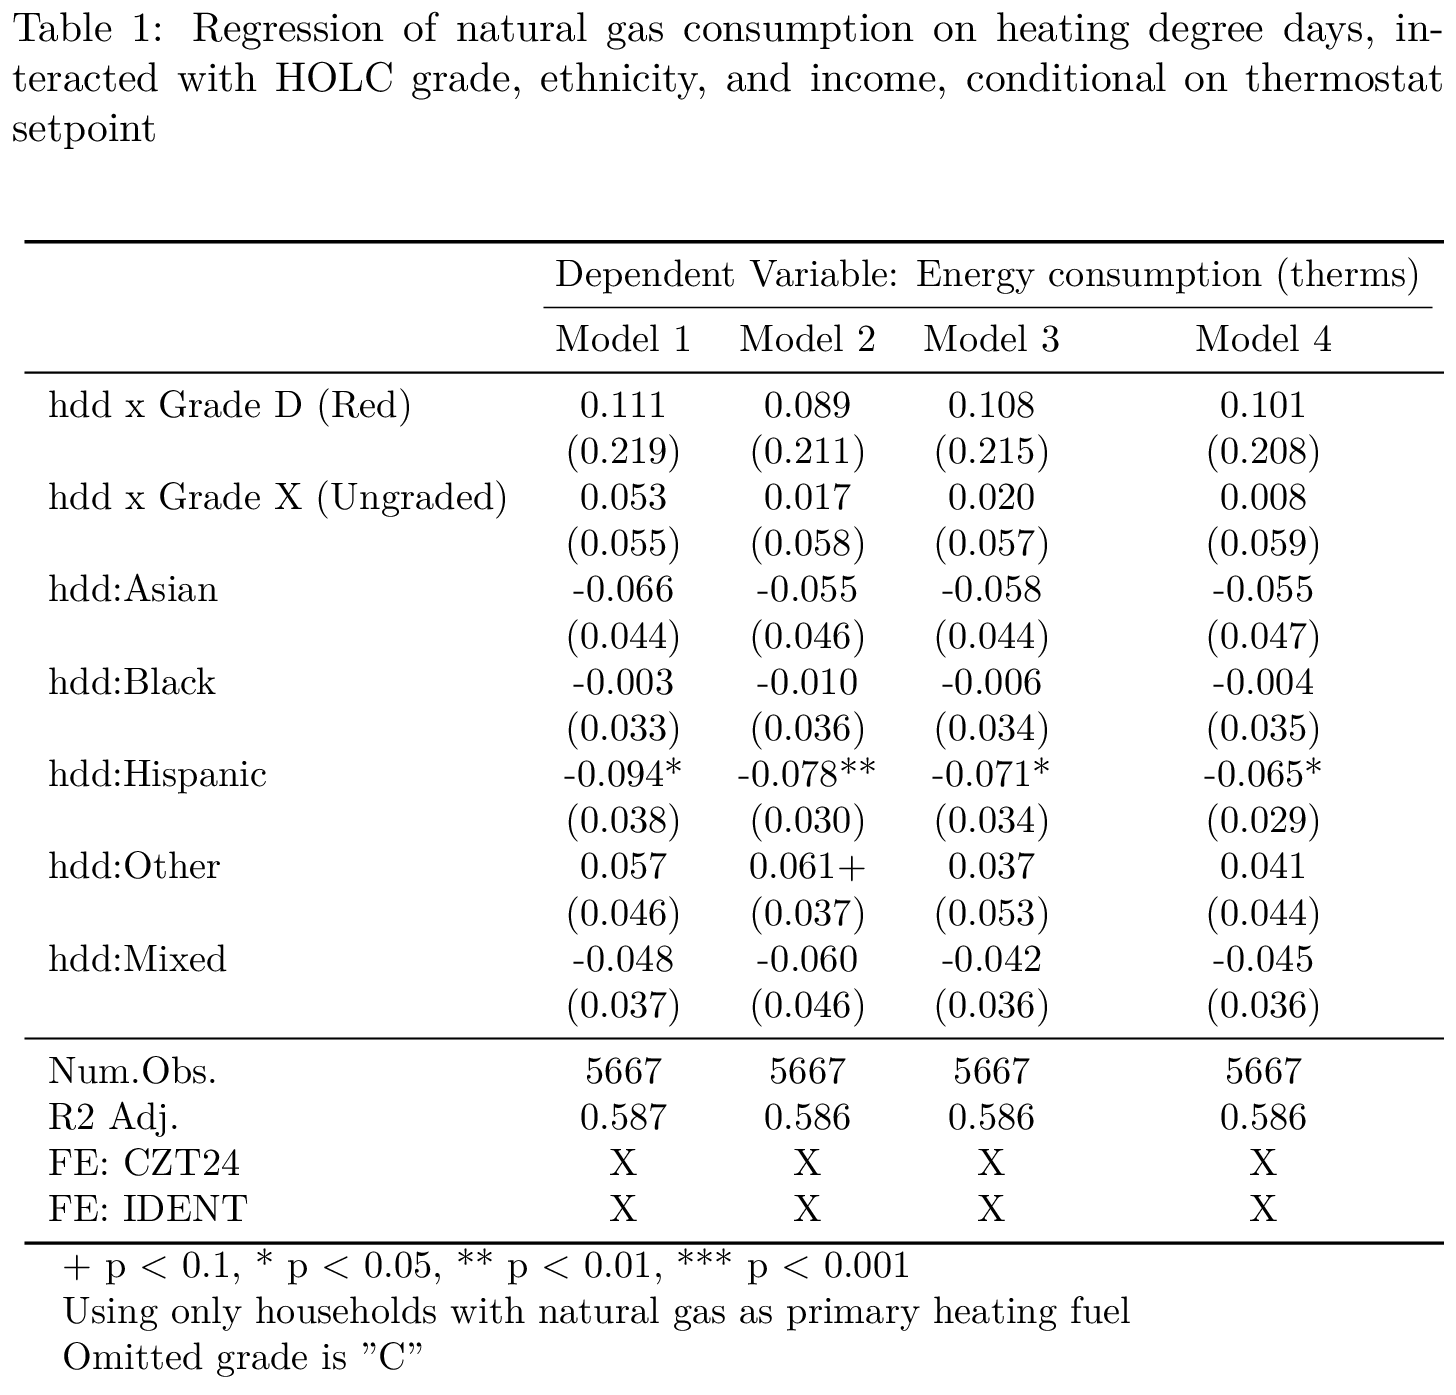 Table 1: Regression of natural gas consumption on heating degree days, in-
teracted with HOLC grade, ethnicity, and income, conditional on thermostat
setpoint
Dependent Variable: Energy consumption (therms)
Model 1 Model 2 Model 3 Model 4
hdd x Grade D (Red) 0.111 0.089 0.108 0.101
(0.219) (0.211) (0.215) (0.208)
hdd x Grade X (Ungraded) 0.053 0.017 0.020 0.008
(0.055) (0.058) (0.057) (0.059)
hdd:Asian -0.066 -0.055 -0.058 -0.055
(0.044) (0.046) (0.044) (0.047)
hdd:Black -0.003 -0.010 -0.006 -0.004
(0.033) (0.036) (0.034) (0.035)
hdd:Hispanic -0.094* -0.078** -0.071* -0.065*
(0.038) (0.030) (0.034) (0.029)
hdd:Other 0.057 0.061+ 0.037 0.041
(0.046) (0.037) (0.053) (0.044)
hdd:Mixed -0.048 -0.060 -0.042 -0.045
(0.037) (0.046) (0.036) (0.036)
Num.Obs. 5667 5667 5667 5667
R2 Adj. 0.587 0.586 0.586 0.586
FE: CZT24 X X X X
FE: IDENT X X X X
+ p < 0.1, * p < 0.05, ** p < 0.01, *** p < 0.001
Using only households with natural gas as primary heating fuel
Omitted grade is ”C”